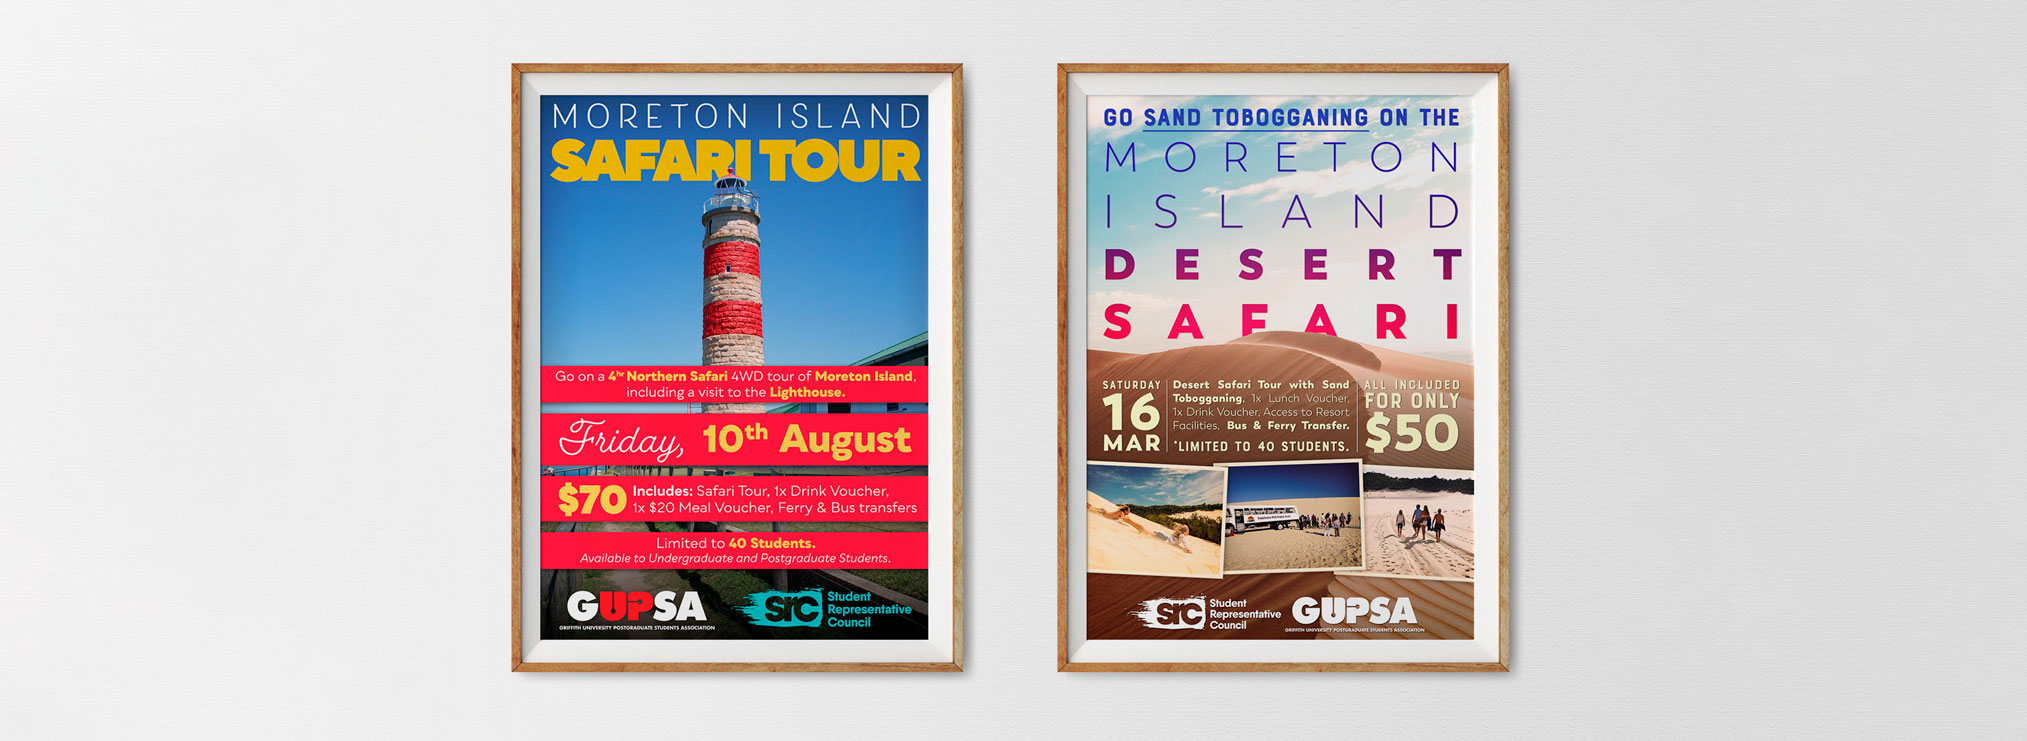 MORETON ISLAND
SAFARI TOUR
Go on a 4hr Northern Safari 4WD tour of Moreton Island,
including a visit to the Lighthouse.
Friday, 10th August
$70 Includes: Safari Tour, 1x Drink Voucher,
1x $20 Meal Voucher, Ferry & Bus transfers
Limited to 40 Students.
Available to Undergraduate and Postgraduate Students.
GUPSA
GRIFFITH UNIVERSITY POSTGRADUATE STUDENTS ASSOCIATION
src
Student
Representative
Council
GO SAND TOBOGGANING ON THE
MORETON
ISLAND
DESERT
SAFARI
SATURDAY
16
MAR
Desert Safari Tour with Sand
Tobogganing, 1x Lunch Voucher,
1x Drink Voucher, Access to Resort
Facilities, Bus & Ferry Transfer.
*LIMITED TO 40 STUDENTS.
ALL INCLUDED
FOR ONLY
$50
src
Student
Representative
Council
GUPSA
GRIFFITH UNIVERSITY POSTGRADUATE STUDENTS ASSOCIATION